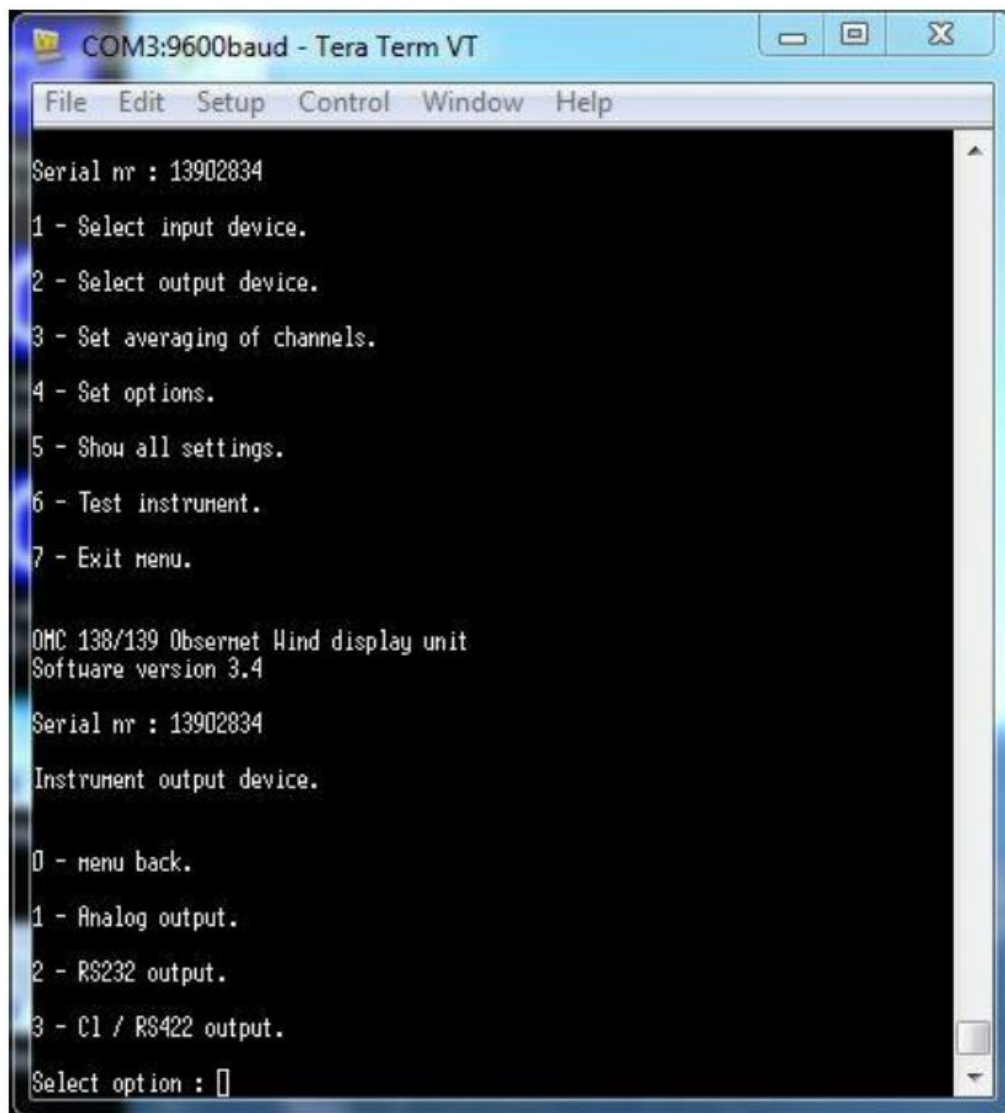 COM3:9600baud - Tera Term VT
File Edit Setup Control Window Help
Serial nr : 13902834
1 - Select input device.
2 - Select output device.
3 - Set averaging of channels.
4 - Set options.
5 - Show all settings.
6 - Test instrument.
7 - Exit menu.
OMC 138/139 Obsermet Wind display unit
Software version 3.4
Serial nr : 13902834
Instrument output device.
0 - menu back.
1 - Analog output.
2 - RS232 output.
3 - Cl / RS422 output.
Select option :